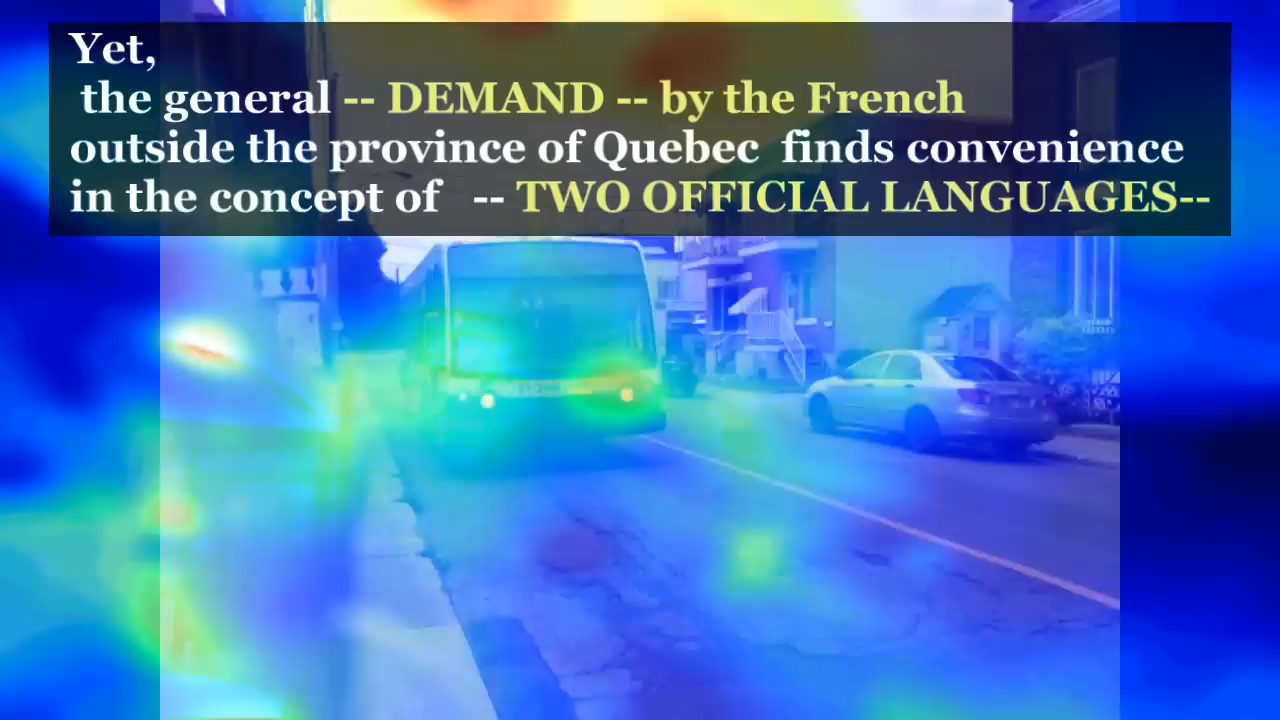 Yet,
the general -- DEMAND -- by the French
outside the province of Quebec finds convenience
in the concept of -- TWO OFFICIAL LANGUAGES--